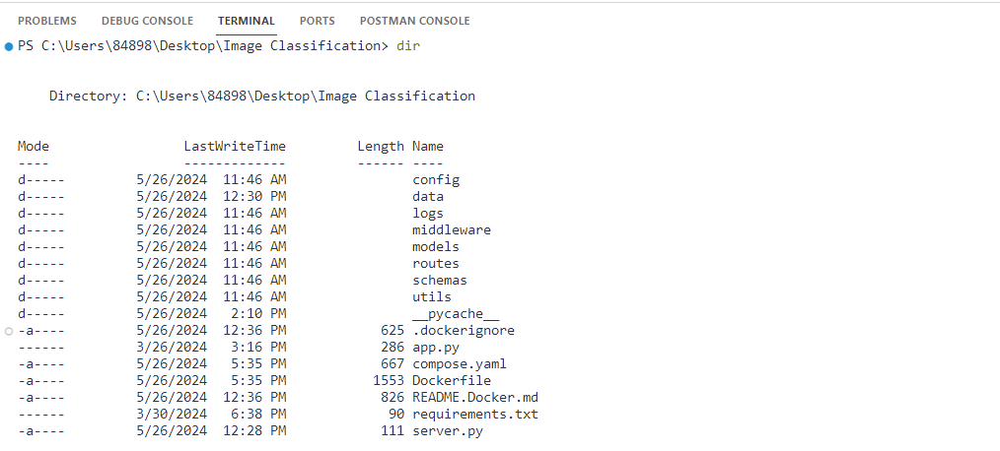 PROBLEMS DEBUG CONSOLE TERMINAL PORTS POSTMAN CONSOLE
PS C:\Users\84898\Desktop\Image Classification> dir
Directory: C:\Users\84898\Desktop\Image Classification
Mode LastWriteTime Length Name
---- ------------- ------ ----
d----- 5/26/2024 11:46 AM config
d----- 5/26/2024 12:30 PM data
d----- 5/26/2024 11:46 AM logs
d----- 5/26/2024 11:46 AM middleware
d----- 5/26/2024 11:46 AM models
d----- 5/26/2024 11:46 AM routes
d----- 5/26/2024 11:46 AM schemas
d----- 5/26/2024 11:46 AM utils
d----- 5/26/2024 2:10 PM __pycache__
-a---- 5/26/2024 12:36 PM 625 .dockerignore
------ 3/26/2024 3:16 PM 286 app.py
-a---- 5/26/2024 5:35 PM 667 compose.yaml
-a---- 5/26/2024 5:35 PM 1553 Dockerfile
-a---- 5/26/2024 12:36 PM 826 README.Docker.md
------ 3/30/2024 6:38 PM 90 requirements.txt
-a---- 5/26/2024 12:28 PM 111 server.py